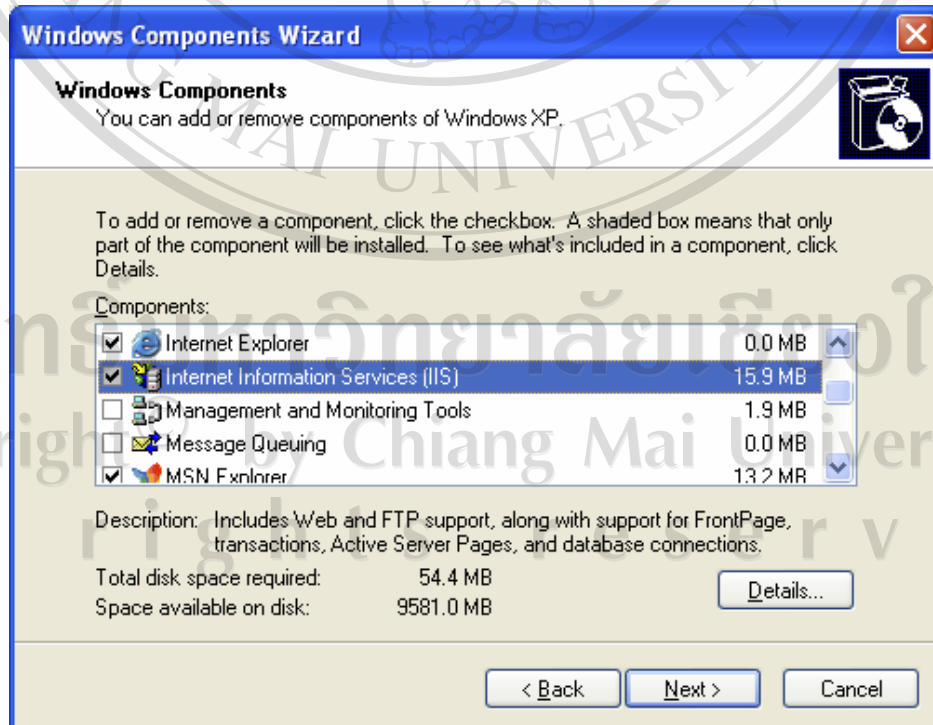 Windows Components Wizard
Windows Components
You can add or remove components of Windows XP.
MAI UNIVERSITY
To add or remove a component, click the checkbox. A shaded box means that only
part of the component will be installed. To see what's included in a component, click
Details.
Components:
Internet Explorer 0.0 MB
Internet Information Services (IIS) 15.9 MB
Management and Monitoring Tools 1.9 MB
Message Queuing 0.0 MB
MSN Explorer 13.2 MB
by Chiang Mai Univer
Description: Includes Web and FTP support, along with support for FrontPage,
transactions, Active Server Pages, and database connections.
rights reserv
Total disk space required: 54.4 MB
Space available on disk: 9581.0 MB
Details...
< Back
Next >
Cancel